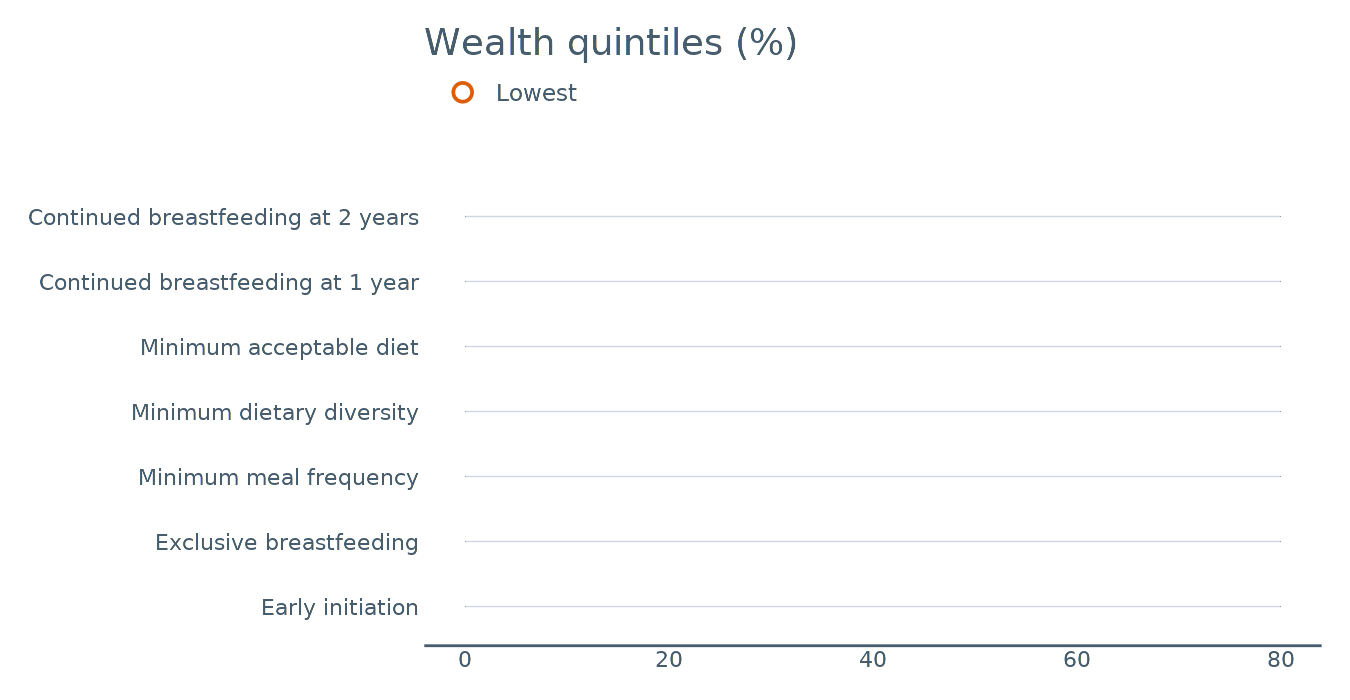 Wealth quintiles (%)
Lowest
Continued breastfeeding at 2 years
Continued breastfeeding at 1 year
Minimum acceptable diet
Minimum dietary diversity
Minimum meal frequency
Exclusive breastfeeding
Early initiation
0 20 40 60 80